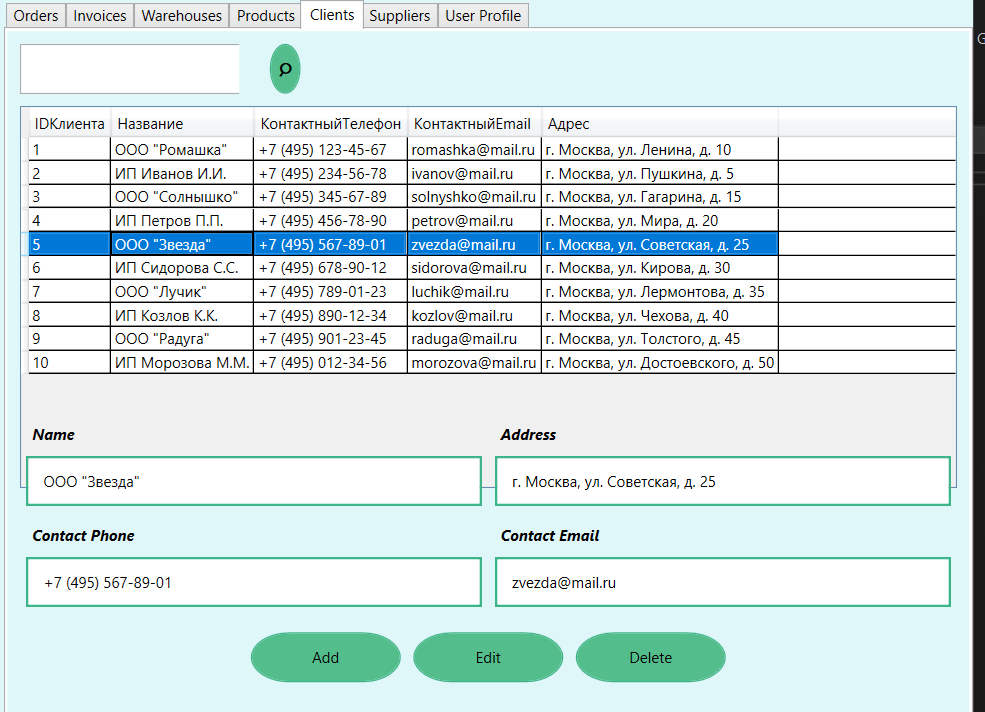 Orders Invoices Warehouses Products Clients Suppliers User Profile
IDКлиента Название КонтактныйТелефон КонтактныйEmail Адрес
1 ООО "Ромашка" +7 (495) 123-45-67 romashka@mail.ru г. Москва, ул. Ленина, д. 10
2 ИП Иванов И.И. +7 (495) 234-56-78 ivanov@mail.ru г. Москва, ул. Пушкина, д. 5
3 ООО "Солнышко" +7 (495) 345-67-89 solnyshko@mail.ru г. Москва, ул. Гагарина, д. 15
4 ИП Петров П.П. +7 (495) 456-78-90 petrov@mail.ru г. Москва, ул. Мира, д. 20
5 ООО "Звезда" +7 (495) 567-89-01 zvezda@mail.ru г. Москва, ул. Советская, д. 25
6 ИП Сидорова С.С. +7 (495) 678-90-12 sidorova@mail.ru г. Москва, ул. Кирова, д. 30
7 ООО "Лучик" +7 (495) 789-01-23 luchik@mail.ru г. Москва, ул. Лермонтова, д. 35
8 ИП Козлов К.К. +7 (495) 890-12-34 kozlov@mail.ru г. Москва, ул. Чехова, д. 40
9 ООО "Радуга" +7 (495) 901-23-45 raduga@mail.ru г. Москва, ул. Толстого, д. 45
10 ИП Морозова М.М. +7 (495) 012-34-56 morozova@mail.ru г. Москва, ул. Достоевского, д. 50
Name Address
ООО "Звезда" г. Москва, ул. Советская, д. 25
Contact Phone Contact Email
+7 (495) 567-89-01 zvezda@mail.ru
Add Edit Delete